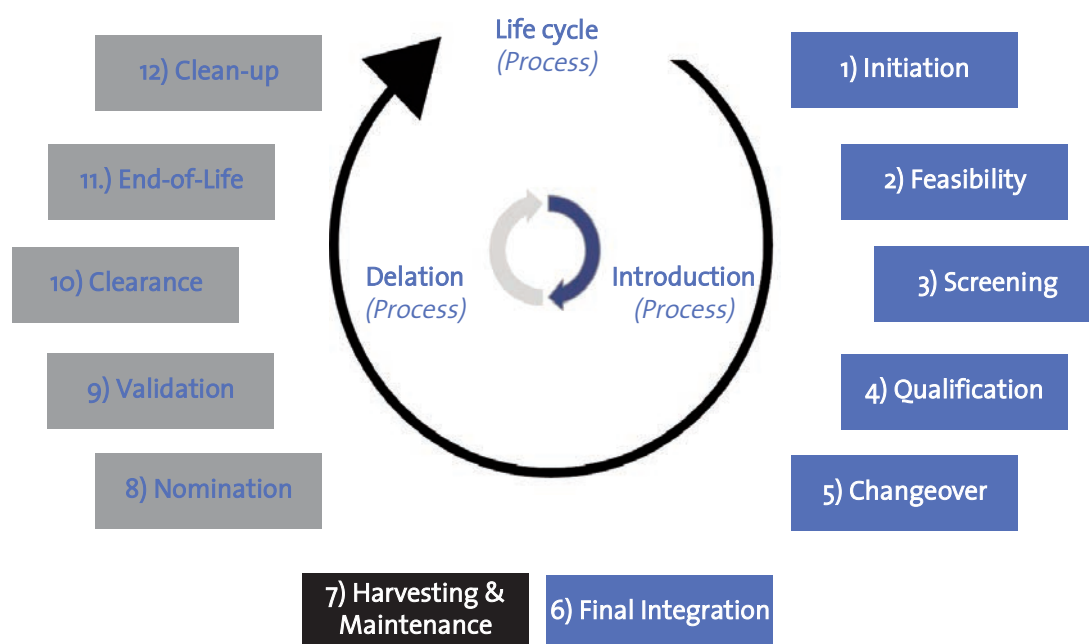 Life cycle
(Process)
1) Initiation
2) Feasibility
3) Screening
4) Qualification
5) Changeover
6) Final Integration
7) Harvesting &
Maintenance
8) Nomination
9) Validation
10) Clearance
11.) End-of-Life
12) Clean-up
Delation
(Process)
Introduction
(Process)